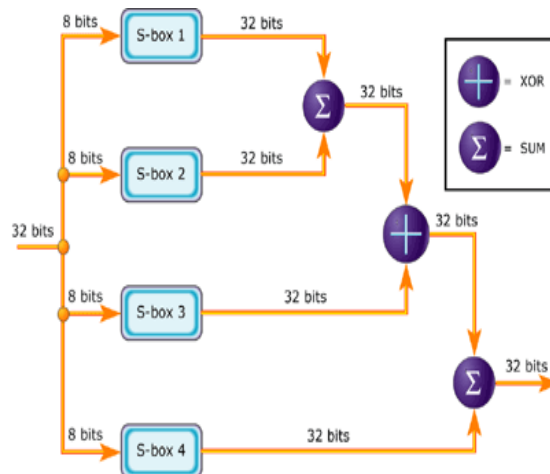 8 bits
S-box 1
32 bits
32 bits
Σ
+ = XOR
Σ = SUM
8 bits
S-box 2
32 bits
32 bits
+
32 bits
8 bits
S-box 3
32 bits
Σ
32 bits
8 bits
S-box 4
32 bits